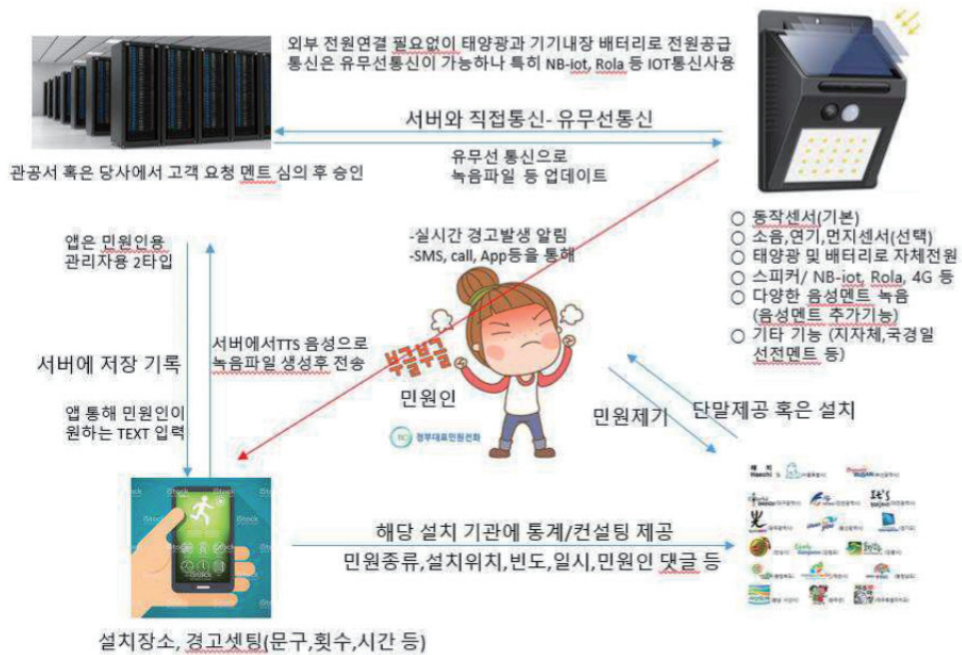 외부 전원연결 필요없이 태양광과 기기내장 배터리로 전원공급
통신은 유무선통신이 가능하나 특히 NB-iot, Rola 등 IOT통신사용
서버와 직접통신- 유무선통신
유무선 통신으로
녹음파일 등 업데이트
관공서 혹은 당사에서 고객 요청 멘트 심의 후 승인
앱은 민원인용
관리자용 2타입
-실시간 경고발생 알림
-SMS, call, App등을 통해
○ 동작센서(기본)
○ 소음,연기,먼지센서(선택)
○ 태양광 및 배터리로 자체전원
○ 스피커/ NB-iot, Rola, 4G 등
○ 다양한 음성멘트 녹음
(음성멘트 추가기능)
○ 기타 기능 (지자체,국경일
선전멘트 등)
서버에 저장 기록
서버에서TTS 음성으로
녹음파일 생성후 전송
부글부글
민원인
정부대표민원전화
앱 통해 민원인이
원하는 TEXT 입력
민원제기
단말제공 혹은 설치
iStock
해당 설치 기관에 통계/컨설팅 제공
민원종류,설치위치,빈도,일시,민원인 댓글 등
It's
설치장소, 경고셋팅(문구,횟수,시간 등)